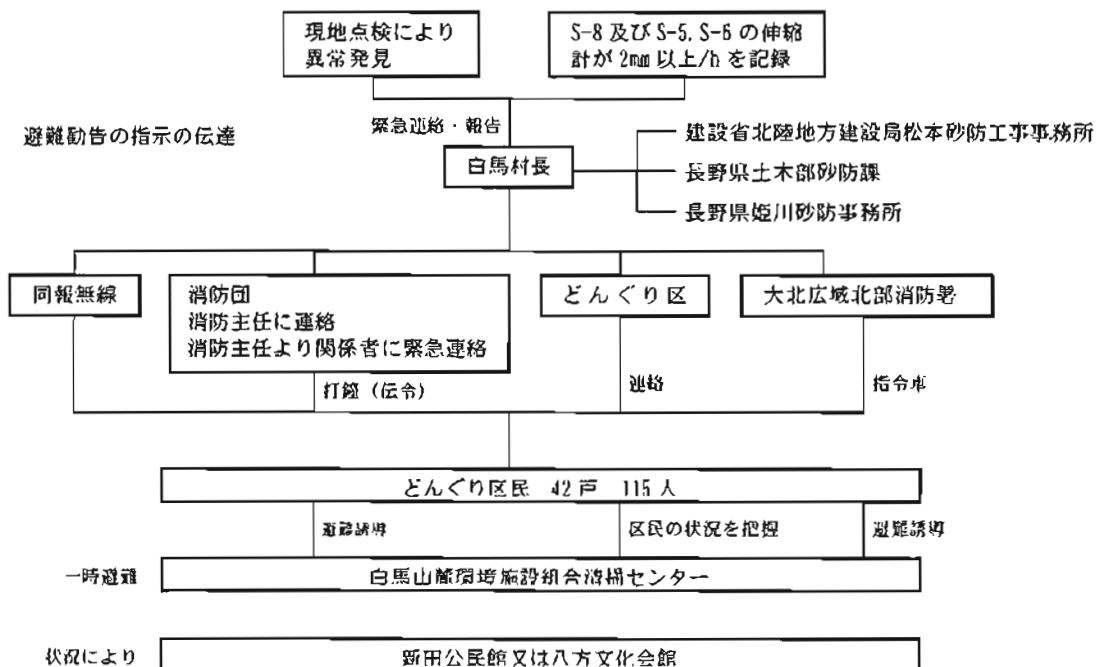 現地点検により
異常発見
S-8 及び S-5, S-6 の伸縮
計が 2mm 以上/h を記録
避難勧告の指示の伝達
緊急連絡・報告
白馬村長
建設省北陸地方建設局松本砂防工事事務所
長野県土木部砂防課
長野県姫川砂防事務所
同報無線
消防団
消防主任に連絡
消防主任より関係者に緊急連絡
どんぐり区
大北広域北部消防署
打鐘（伝令）
連絡
指令車
どんぐり区民 42戸 115人
避難誘導
区民の状況を把握
避難誘導
一時避難
白馬山麓環境施設組合清掃センター
状況により
新田公民館又は八方文化会館